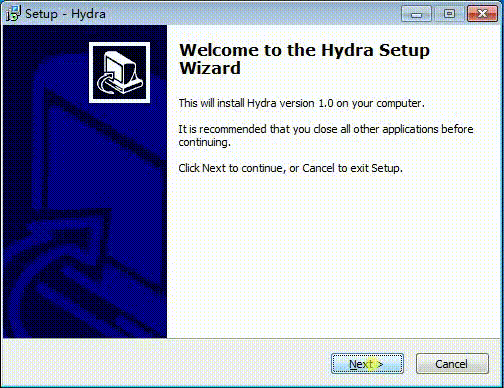 Setup - Hydra
Welcome to the Hydra Setup
Wizard
This will install Hydra version 1.0 on your computer.
It is recommended that you close all other applications before
continuing.
Click Next to continue, or Cancel to exit Setup.
Next >
Cancel